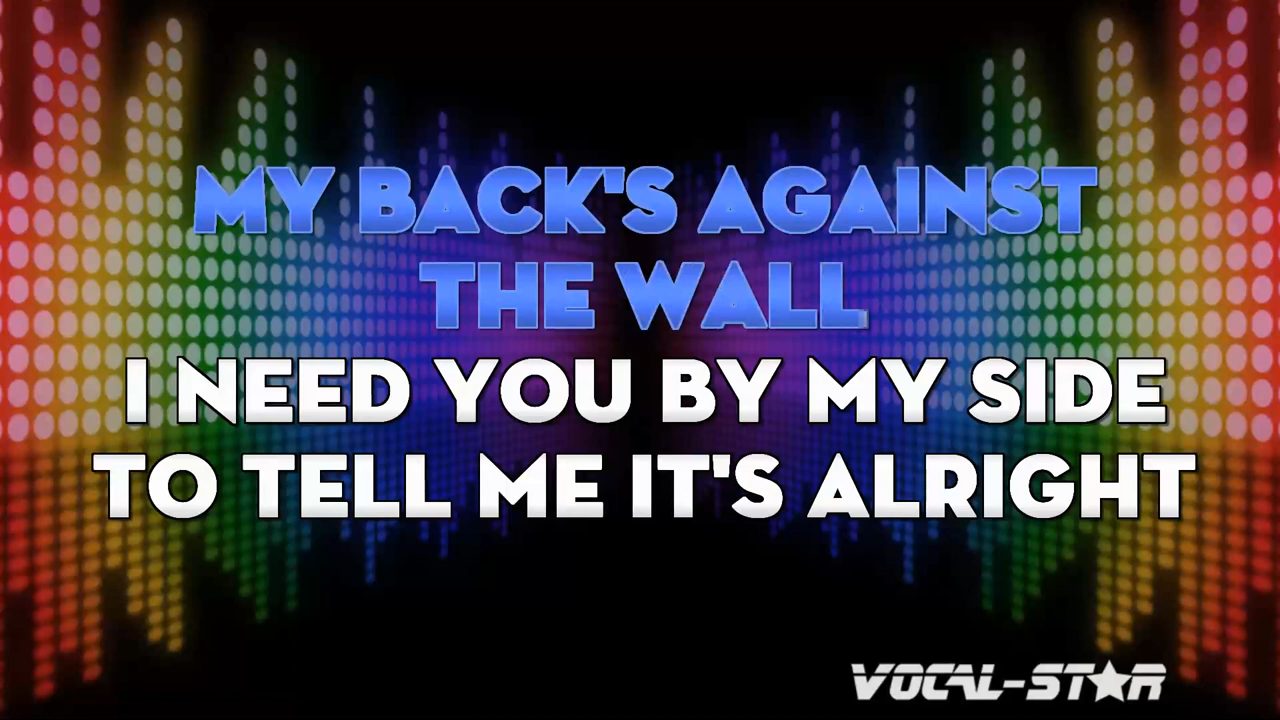 MY BACK'S AGAINST
THE WALL
I NEED YOU BY MY SIDE
TO TELL ME IT'S ALRIGHT
VOCAL-STAR